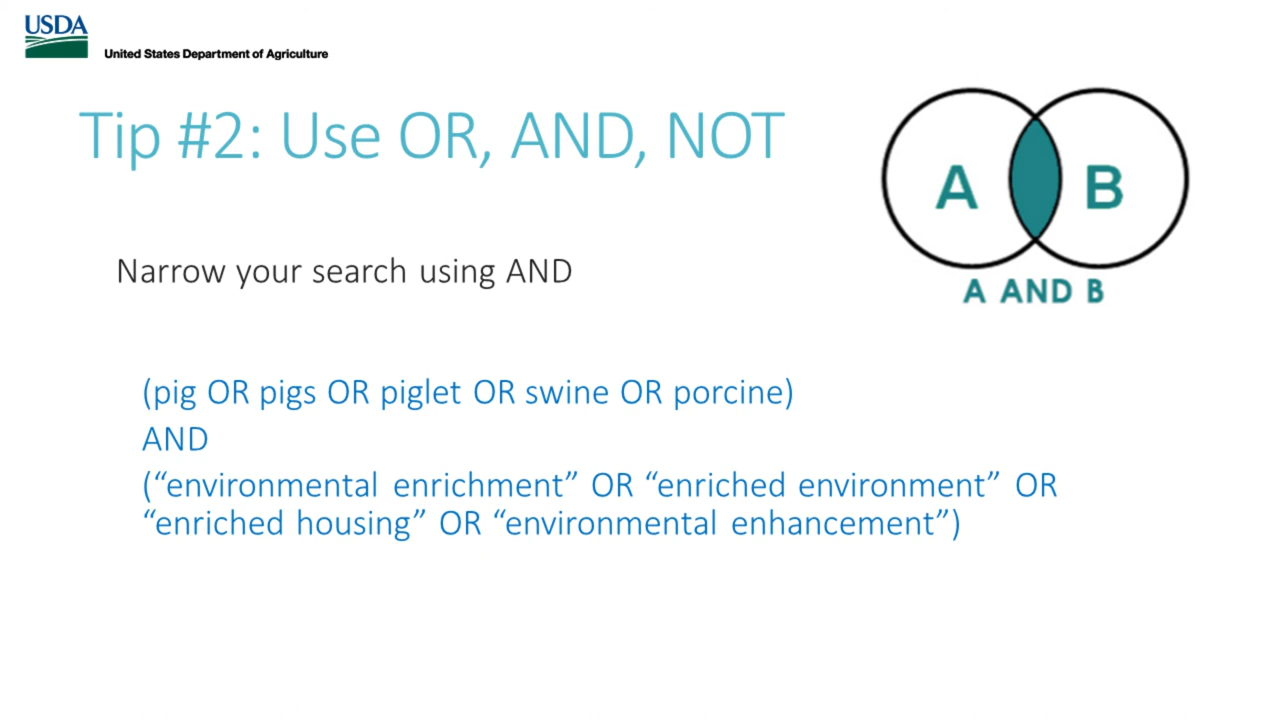 USDA
United States Department of Agriculture
Tip #2: Use OR, AND, NOT
A B
A AND B
Narrow your search using AND
(pig OR pigs OR piglet OR swine OR porcine)
AND
(“environmental enrichment” OR “enriched environment” OR
“enriched housing” OR “environmental enhancement”)